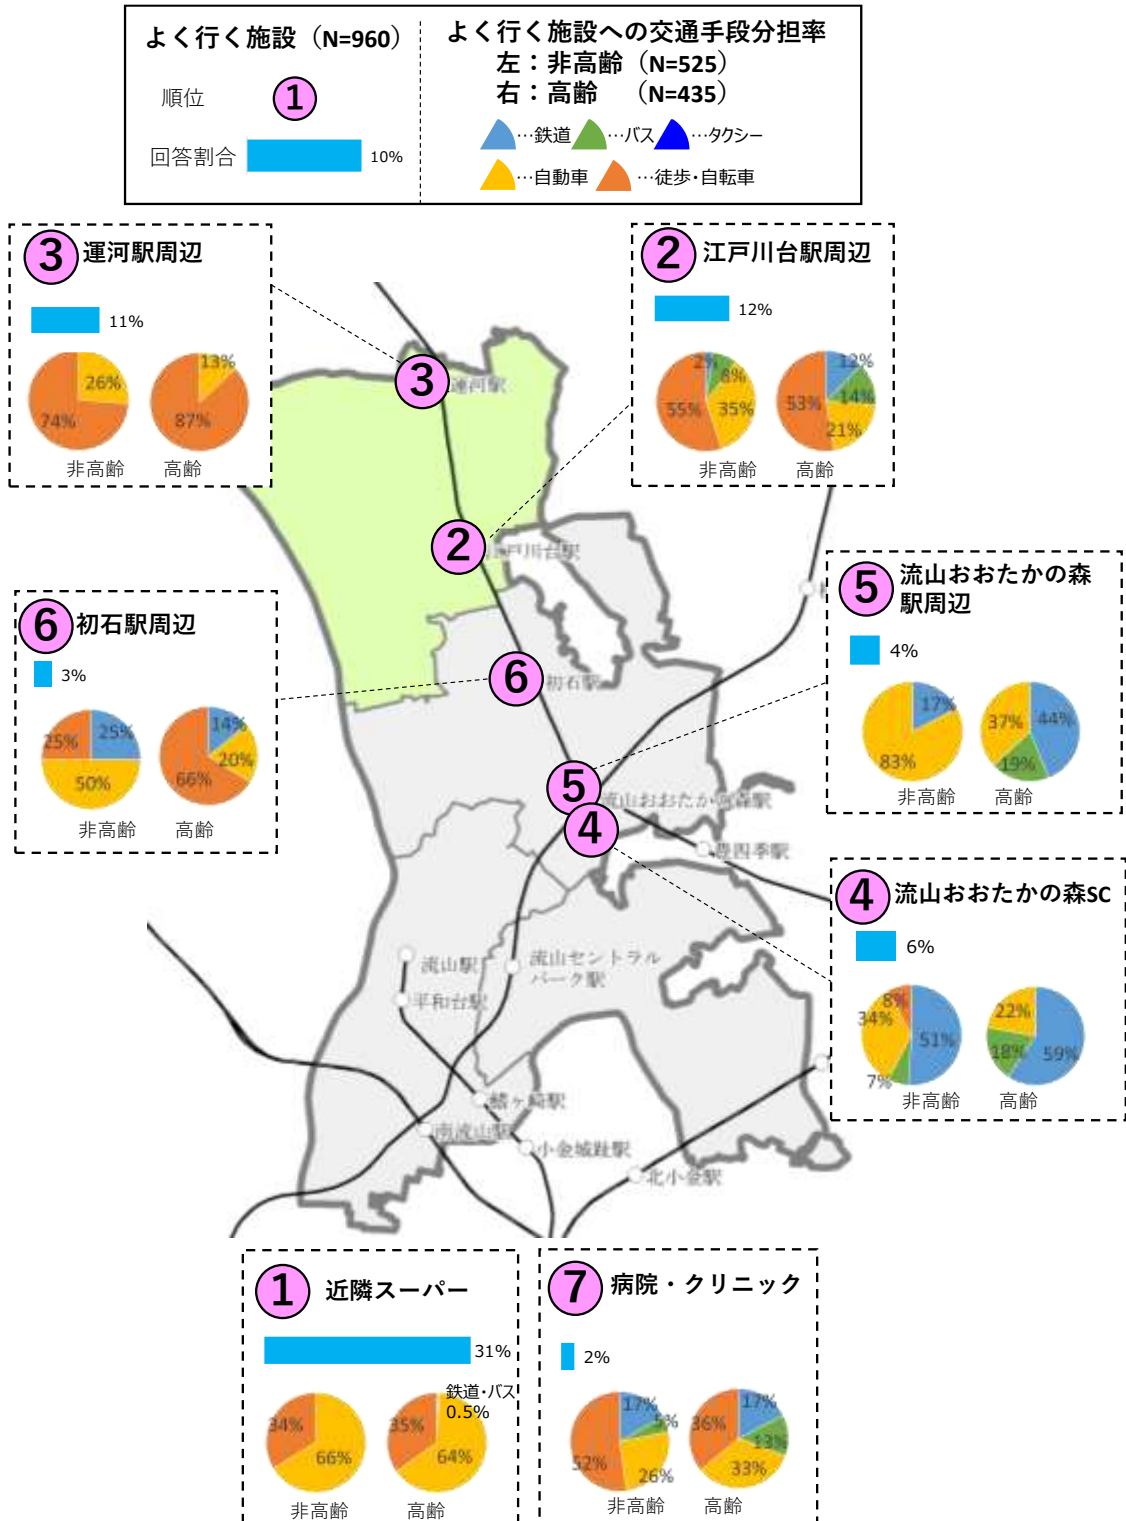 よく行く施設（N=960）
順位
1
回答割合
10%
よく行く施設への交通手段分担率
左：非高齢（N=525）
右：高齢　（N=435）
…鉄道 …バス …タクシー
…自動車 …徒歩・自転車
3 運河駅周辺
11%
26%
74%
13%
87%
非高齢 高齢
2 江戸川台駅周辺
12%
2%
8%
35%
55%
12%
14%
21%
53%
非高齢 高齢
3
運河駅
2
江戸川台駅
6 初石駅周辺
3%
25%
50%
25%
14%
20%
66%
非高齢 高齢
6
初石駅
5 流山おおたかの森
駅周辺
4%
17%
83%
44%
19%
37%
非高齢 高齢
5
流山おおたかの森駅
4
豊四季駅
4 流山おおたかの森SC
6%
51%
7%
34%
8%
59%
18%
22%
非高齢 高齢
流山駅
流山セントラル
パーク駅
平和台駅
鰭ヶ崎駅
南流山駅
小金城趾駅
北小金駅
1 近隣スーパー
31%
34%
66%
鉄道・バス
0.5%
35%
64%
非高齢 高齢
7 病院・クリニック
2%
17%
5%
26%
52%
17%
13%
33%
36%
非高齢 高齢